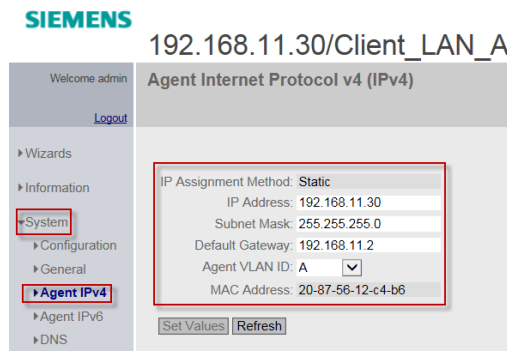 SIEMENS
192.168.11.30/Client_LAN_A
Welcome admin
Agent Internet Protocol v4 (IPv4)
Logout
Wizards
Information
System
Configuration
General
Agent IPv4
Agent IPv6
DNS
IP Assignment Method: Static
IP Address: 192.168.11.30
Subnet Mask: 255.255.255.0
Default Gateway: 192.168.11.2
Agent VLAN ID: A
MAC Address: 20-87-56-12-c4-b6
Set Values Refresh